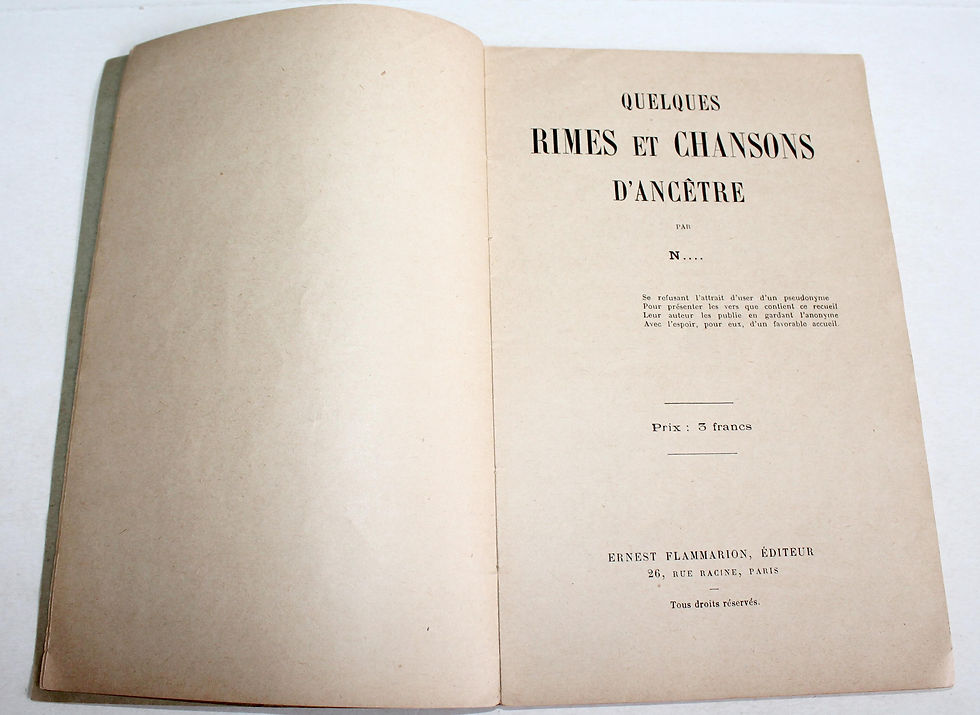 QUELQUES
RIMES ET CHANSONS
D'ANCÊTRE
PAR
N....
Se refusant l'attrait d'user d'un pseudonyme
Pour présenter les vers que contient ce recueil
Leur auteur les publie en gardant l'anonyme
Avec l'espoir, pour eux, d'un favorable accueil.
Prix : 3 francs
ERNEST FLAMMARION, ÉDITEUR
26, RUE RACINE, PARIS
Tous droits réservés.